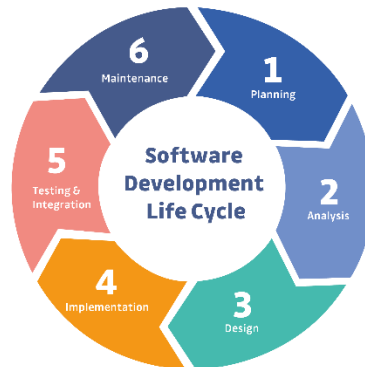 Software
Development
Life Cycle
1
Planning
2
Analysis
3
Design
4
Implementation
5
Testing &
Integration
6
Maintenance